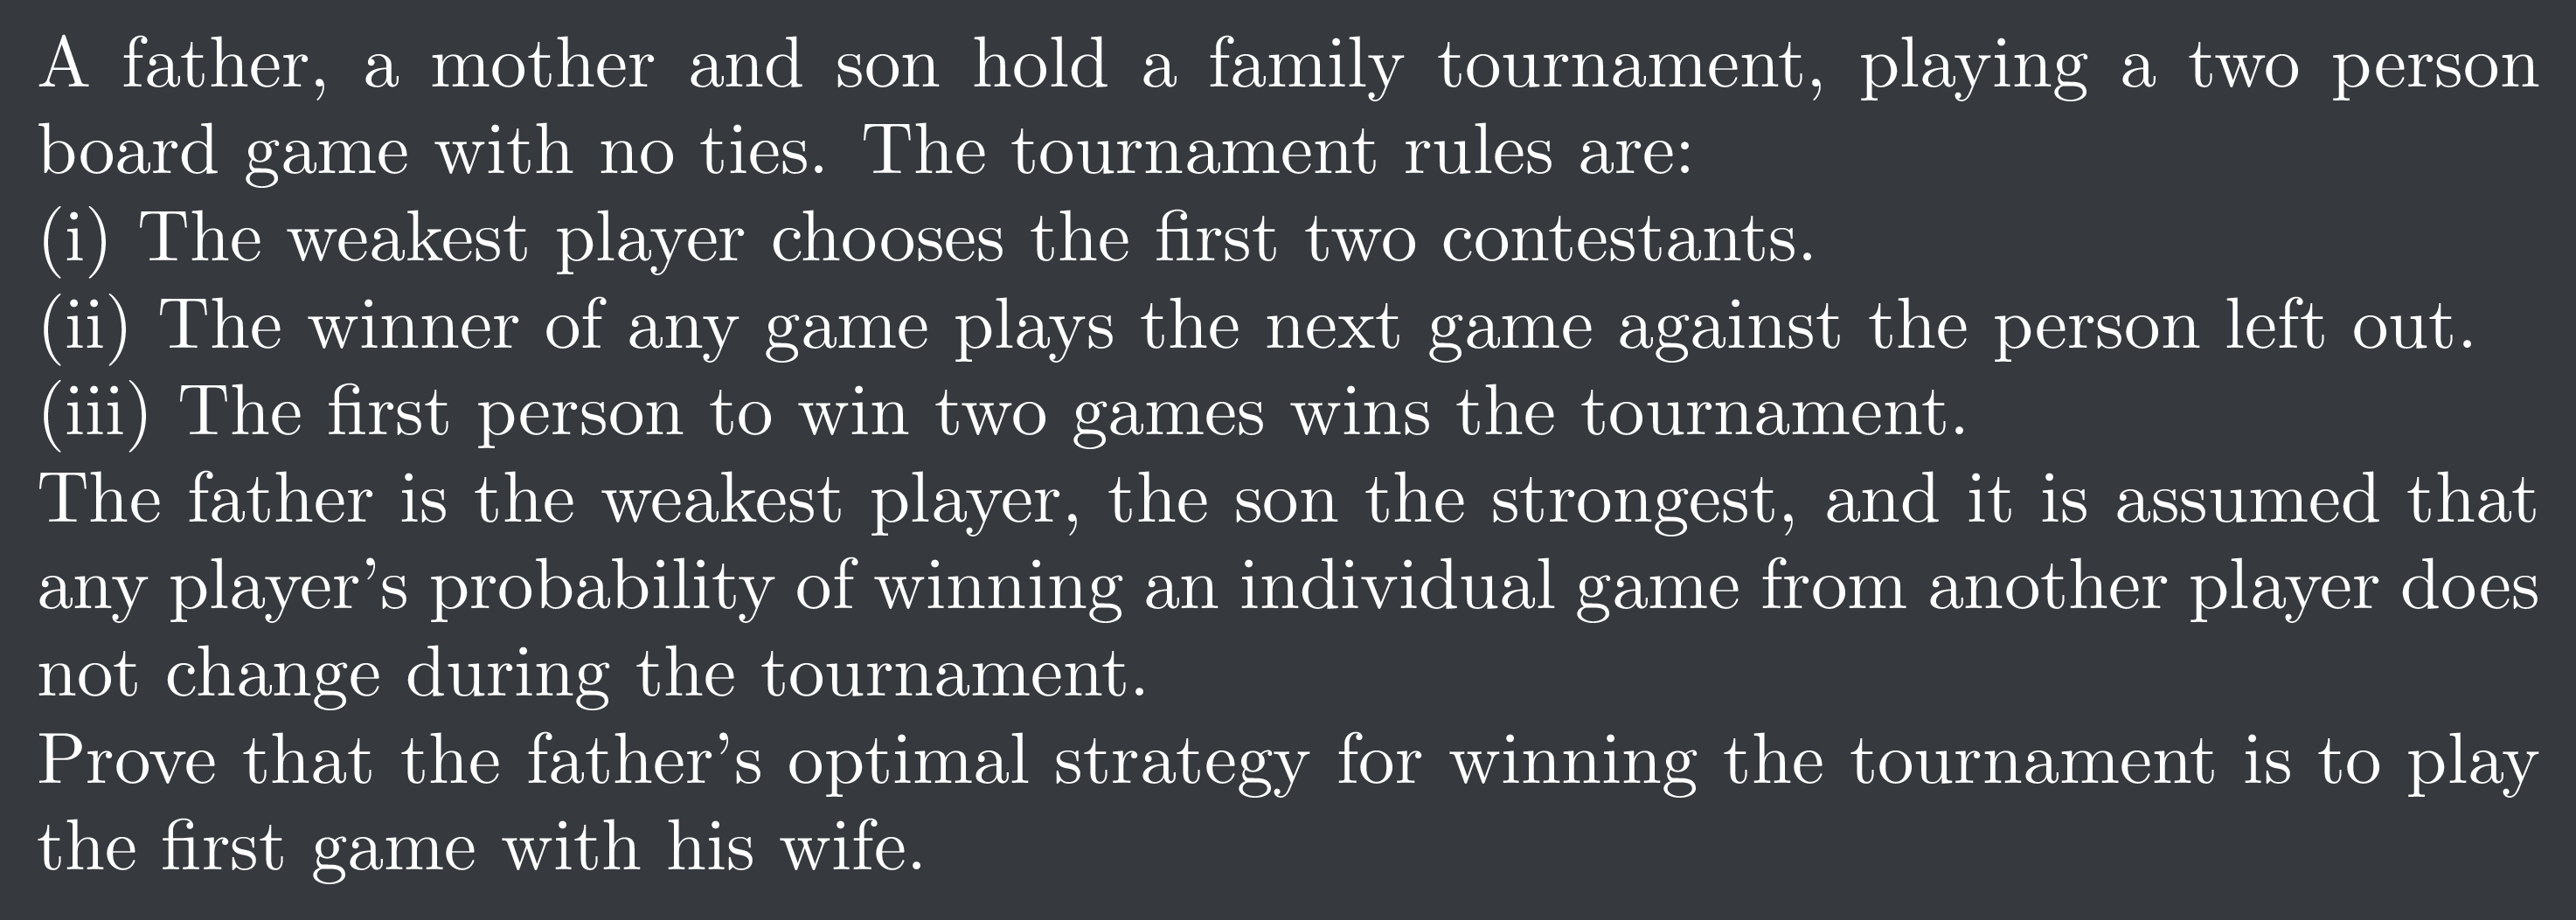 A father, a mother and son hold a family tournament, playing a two person
board game with no ties. The tournament rules are:
(i) The weakest player chooses the first two contestants.
(ii) The winner of any game plays the next game against the person left out.
(iii) The first person to win two games wins the tournament.
The father is the weakest player, the son the strongest, and it is assumed that
any player's probability of winning an individual game from another player does
not change during the tournament.
Prove that the father's optimal strategy for winning the tournament is to play
the first game with his wife.